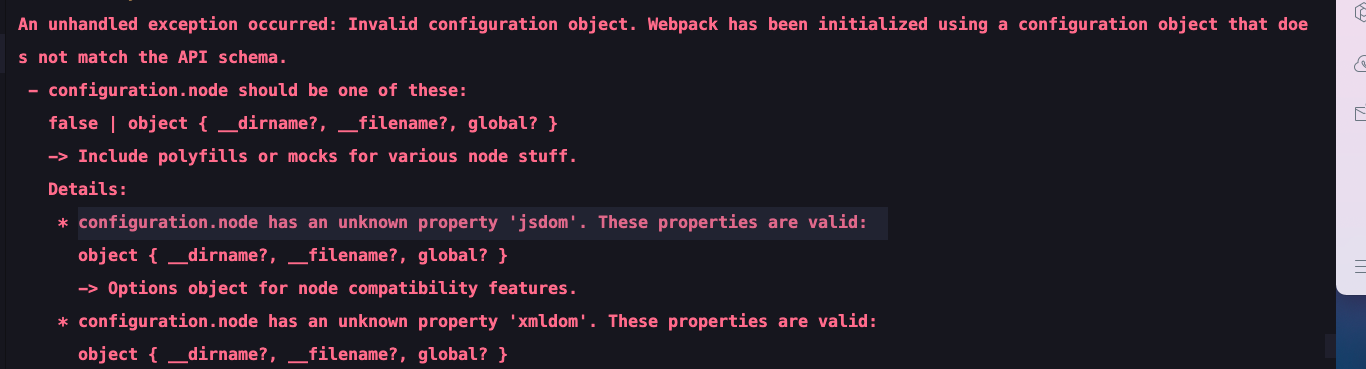 An unhandled exception occurred: Invalid configuration object. Webpack has been initialized using a configuration object that doe
s not match the API schema.
– configuration.node should be one of these:
false | object { __dirname?, __filename?, global? }
–> Include polyfills or mocks for various node stuff.
Details:
* configuration.node has an unknown property 'jsdom'. These properties are valid:
object { __dirname?, __filename?, global? }
–> Options object for node compatibility features.
* configuration.node has an unknown property 'xmldom'. These properties are valid:
object { __dirname?, __filename?, global? }